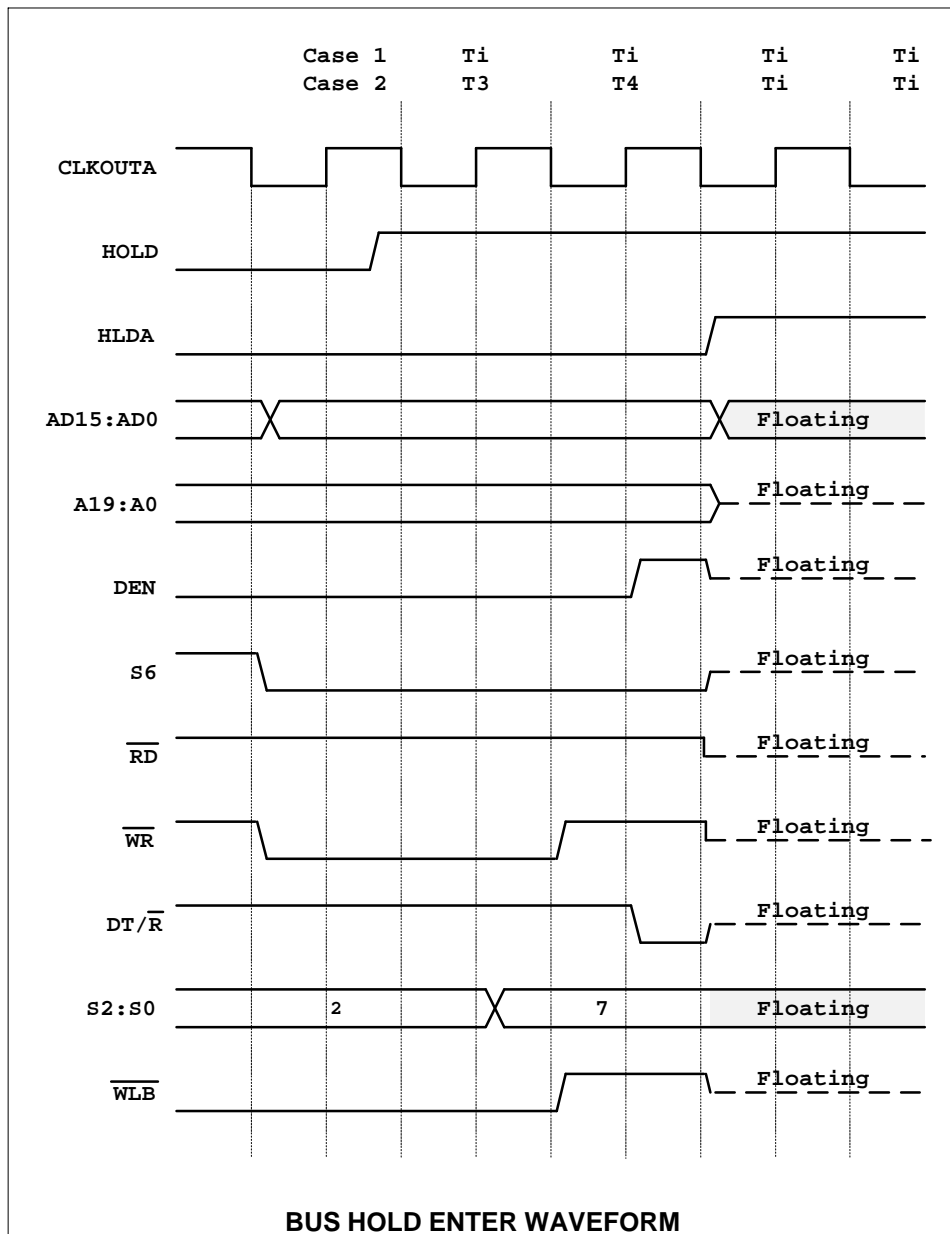 Case 1 Ti Ti Ti Ti
Case 2 T3 T4 Ti Ti
CLKOUTA
HOLD
HLDA
AD15:AD0 Floating
A19:A0 Floating
DEN Floating
S6 Floating
RD Floating
WR Floating
DT/R Floating
S2:S0 2 7 Floating
WLB Floating
BUS HOLD ENTER WAVEFORM